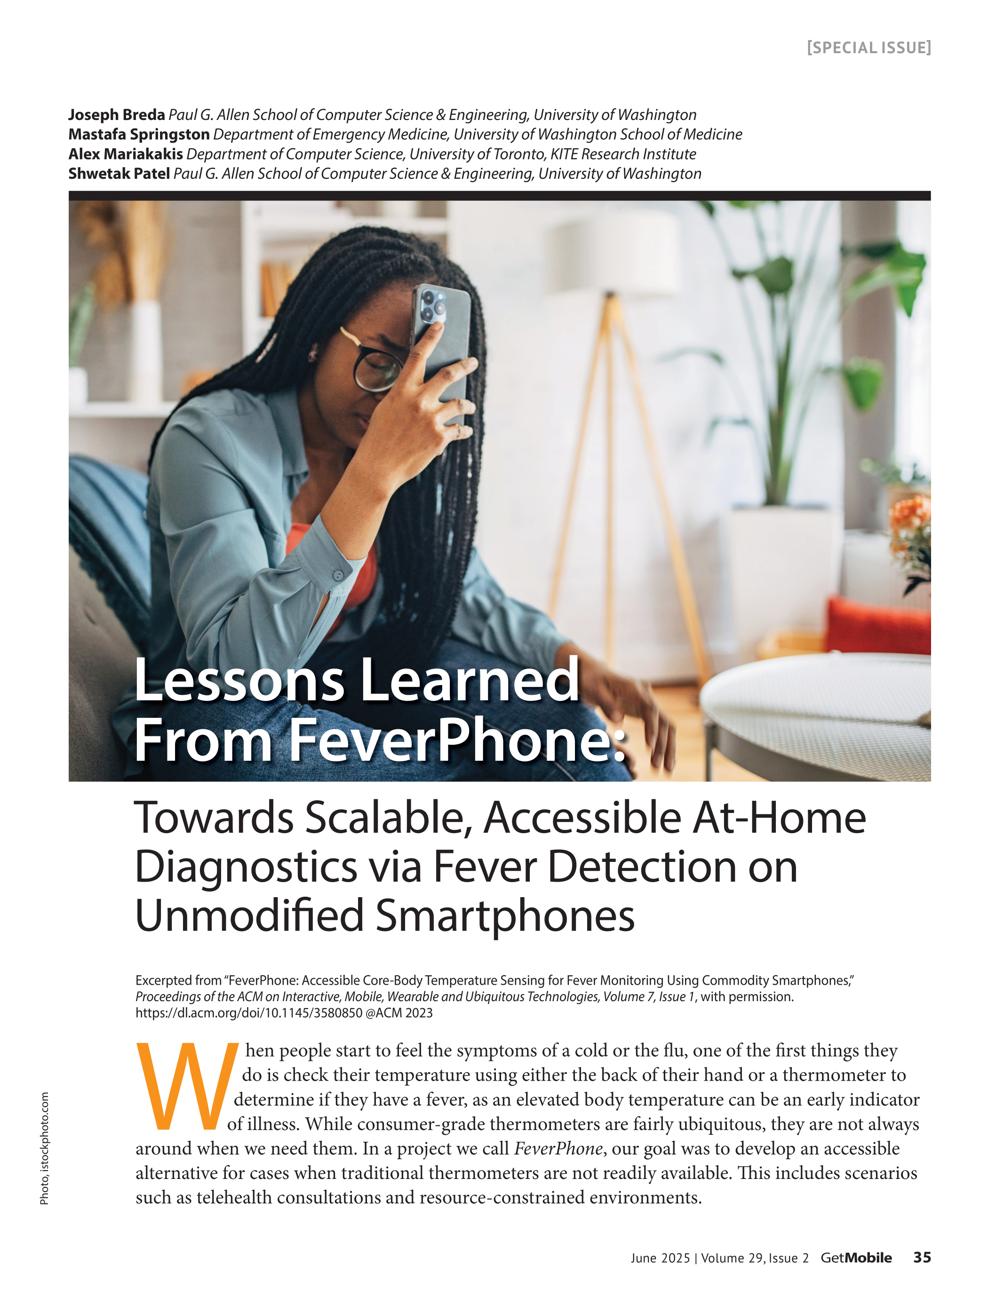 [SPECIAL ISSUE]
Joseph Breda Paul G. Allen School of Computer Science & Engineering, University of Washington
Mastafa Springston Department of Emergency Medicine, University of Washington School of Medicine
Alex Mariakakis Department of Computer Science, University of Toronto, KITE Research Institute
Shwetak Patel Paul G. Allen School of Computer Science & Engineering, University of Washington
Lessons Learned
From FeverPhone:
Towards Scalable, Accessible At-Home
Diagnostics via Fever Detection on
Unmodified Smartphones
Excerpted from “FeverPhone: Accessible Core-Body Temperature Sensing for Fever Monitoring Using Commodity Smartphones,”
Proceedings of the ACM on Interactive, Mobile, Wearable and Ubiquitous Technologies, Volume 7, Issue 1, with permission.
https://dl.acm.org/doi/10.1145/3580850 @ACM 2023
When people start to feel the symptoms of a cold or the flu, one of the first things they
do is check their temperature using either the back of their hand or a thermometer to
determine if they have a fever, as an elevated body temperature can be an early indicator
of illness. While consumer-grade thermometers are fairly ubiquitous, they are not always
around when we need them. In a project we call FeverPhone, our goal was to develop an accessible
alternative for cases when traditional thermometers are not readily available. This includes scenarios
such as telehealth consultations and resource-constrained environments.
Photo, istockphoto.com
June 2025 | Volume 29, Issue 2 GetMobile 35